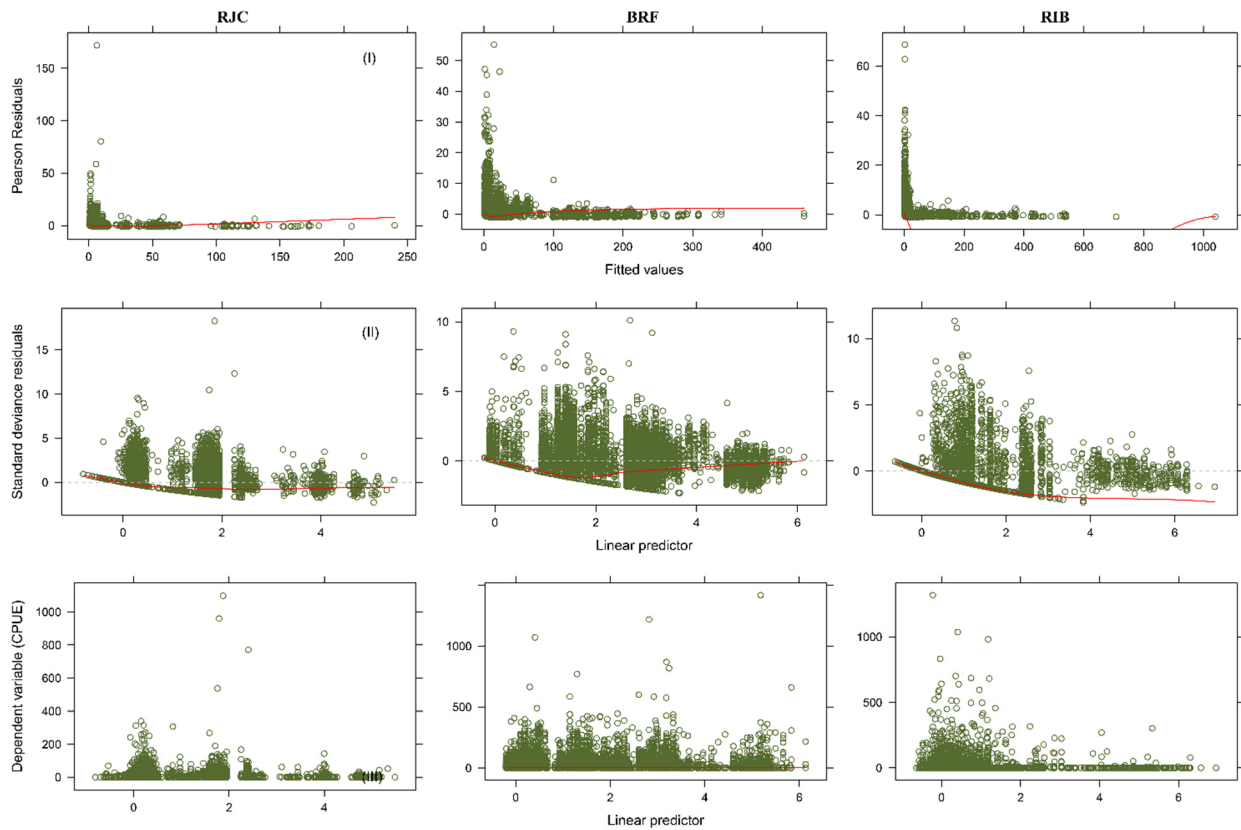 RJC BRF RIB
Pearson Residuals
150
100
50
0
(I)
50
40
30
20
10
0
60
40
20
0
0 50 100 150 200 250
0 100 200 300 400
0 200 400 600 800 1000
Fitted values
Standard deviance residuals
15
10
5
0
(II)
10
5
0
10
5
0
0 2 4
0 2 4 6
0 2 4 6
Linear predictor
Dependent variable (CPUE)
1000
800
600
400
200
0
(III)
1000
500
0
1000
500
0
0 2 4
0 2 4 6
0 2 4 6
Linear predictor